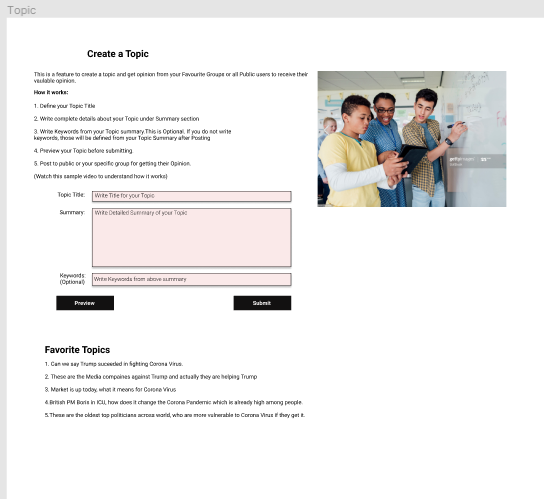 Topic
Create a Topic
This is a feature to create a topic and get opinion from your Favourite Groups or all Public users to receive their
vauilable opinion.
How it works:
1. Define your Topic Title
2. Write complete details about your Topic under Summary section
3. Write Keywords from your Topic summary.This is Optional. If you do not write
keywords, those will be defined from your Topic Summary after Posting
4. Preview your Topic before submitting.
5. Post to public or your specific group for getting their Opinion.
(Watch this sample video to understand how it works)
Topic Title:
Write Title for your Topic
Summary:
Write Detailed Summary of your Topic
Keywords:
(Optional)
Write Keywords from above summary
Preview
Submit
gettyimages
Favorite Topics
1. Can we say Trump suceeded in fighting Corona Virus.
2. These are the Media compaines against Trump and actually they are helping Trump
3. Market is up today, what it means for Corona Virus
4.British PM Boris in ICU, how does it change the Corona Pandemic which is already high among people.
5.These are the oldest top politicians across world, who are more vulnerable to Corona Virus if they get it.